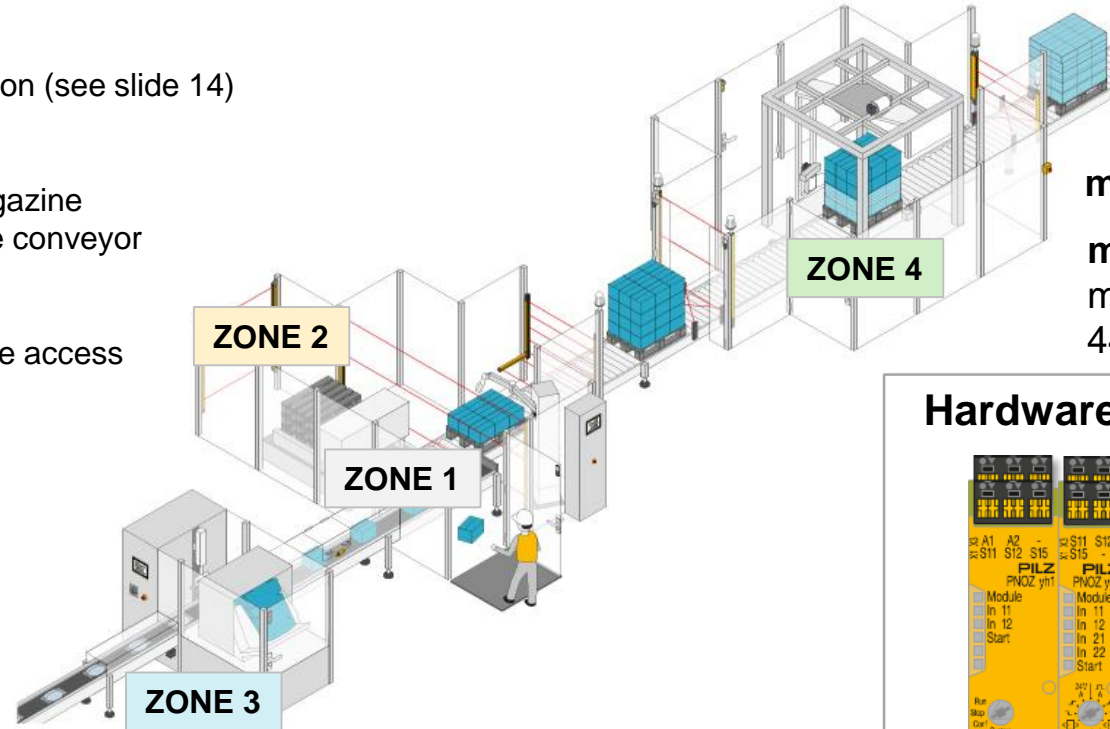 on (see slide 14)
gazine
e conveyor
e access
ZONE 4
ZONE 2
ZONE 1
ZONE 3
m
m
m
44
Hardware
A1 A2 -
S11 S12 S15
PILZ
PNOZ yh1
Module
In 11
In 12
Start
Run
Stop
S11 S12
S15 -
PILZ
PNOZ y
Module
In 11
In 12
In 21
In 22
Start